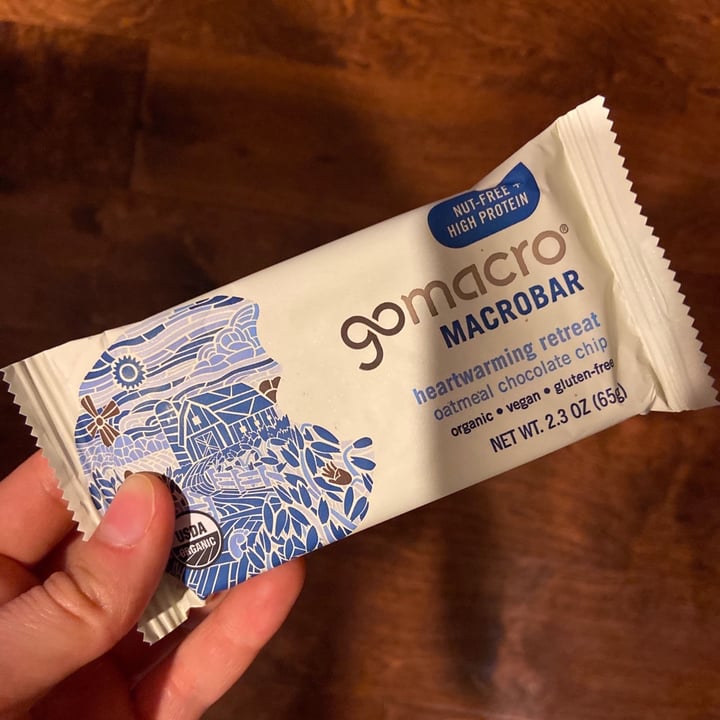 NUT-FREE +
HIGH PROTEIN
gomacro®
MACROBAR
heartwarming retreat
oatmeal chocolate chip
organic • vegan • gluten-free
NET WT. 2.3 OZ (65g)
USDA
ORGANIC